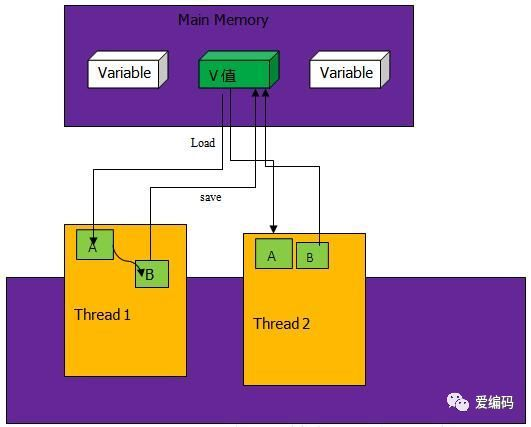 Main Memory
Variable
V 值
Variable
Load
save
A
B
Thread 1
A
B
Thread 2
爱编码